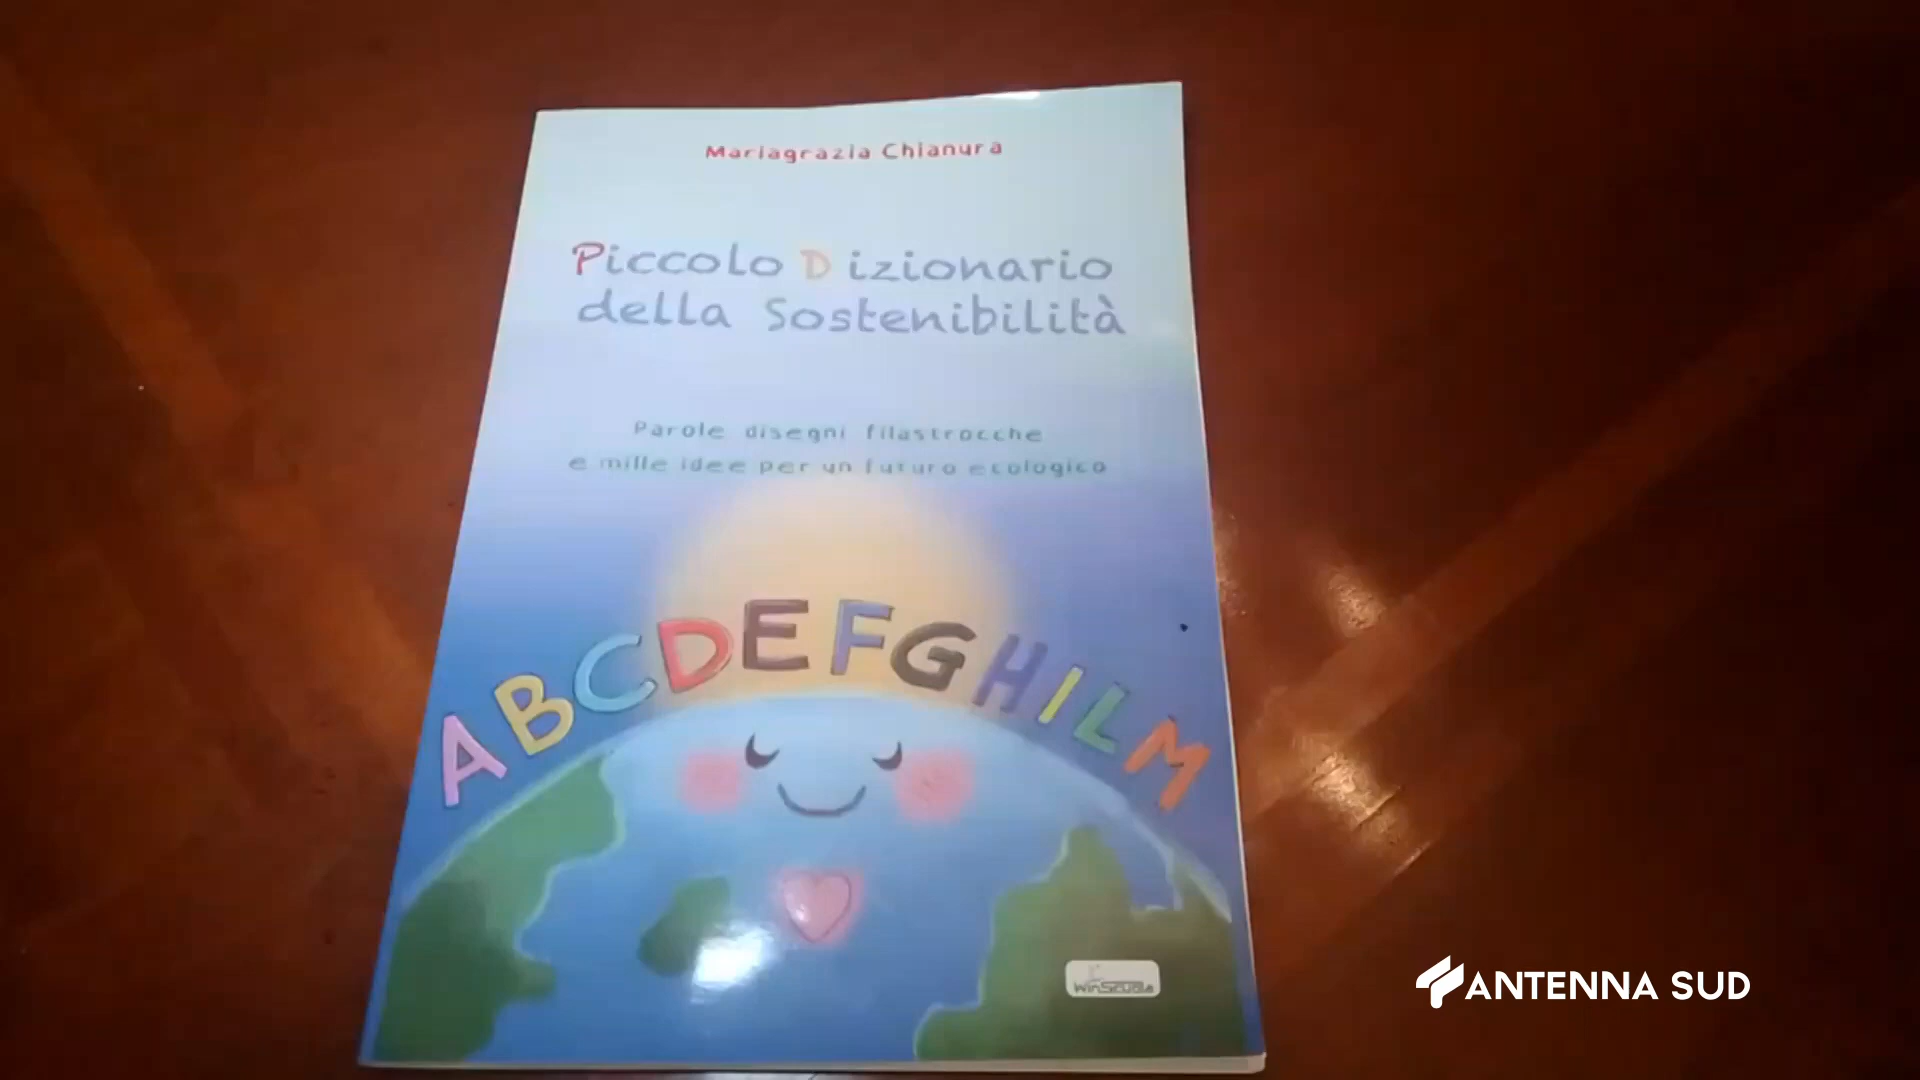 Mariagrazia Chianura
Piccolo Dizionario
della Sostenibilità
Parole disegni filastrocche
e mille idee per un futuro ecologico
ABCDEFGHILM
WinScuola
ANTENNA SUD